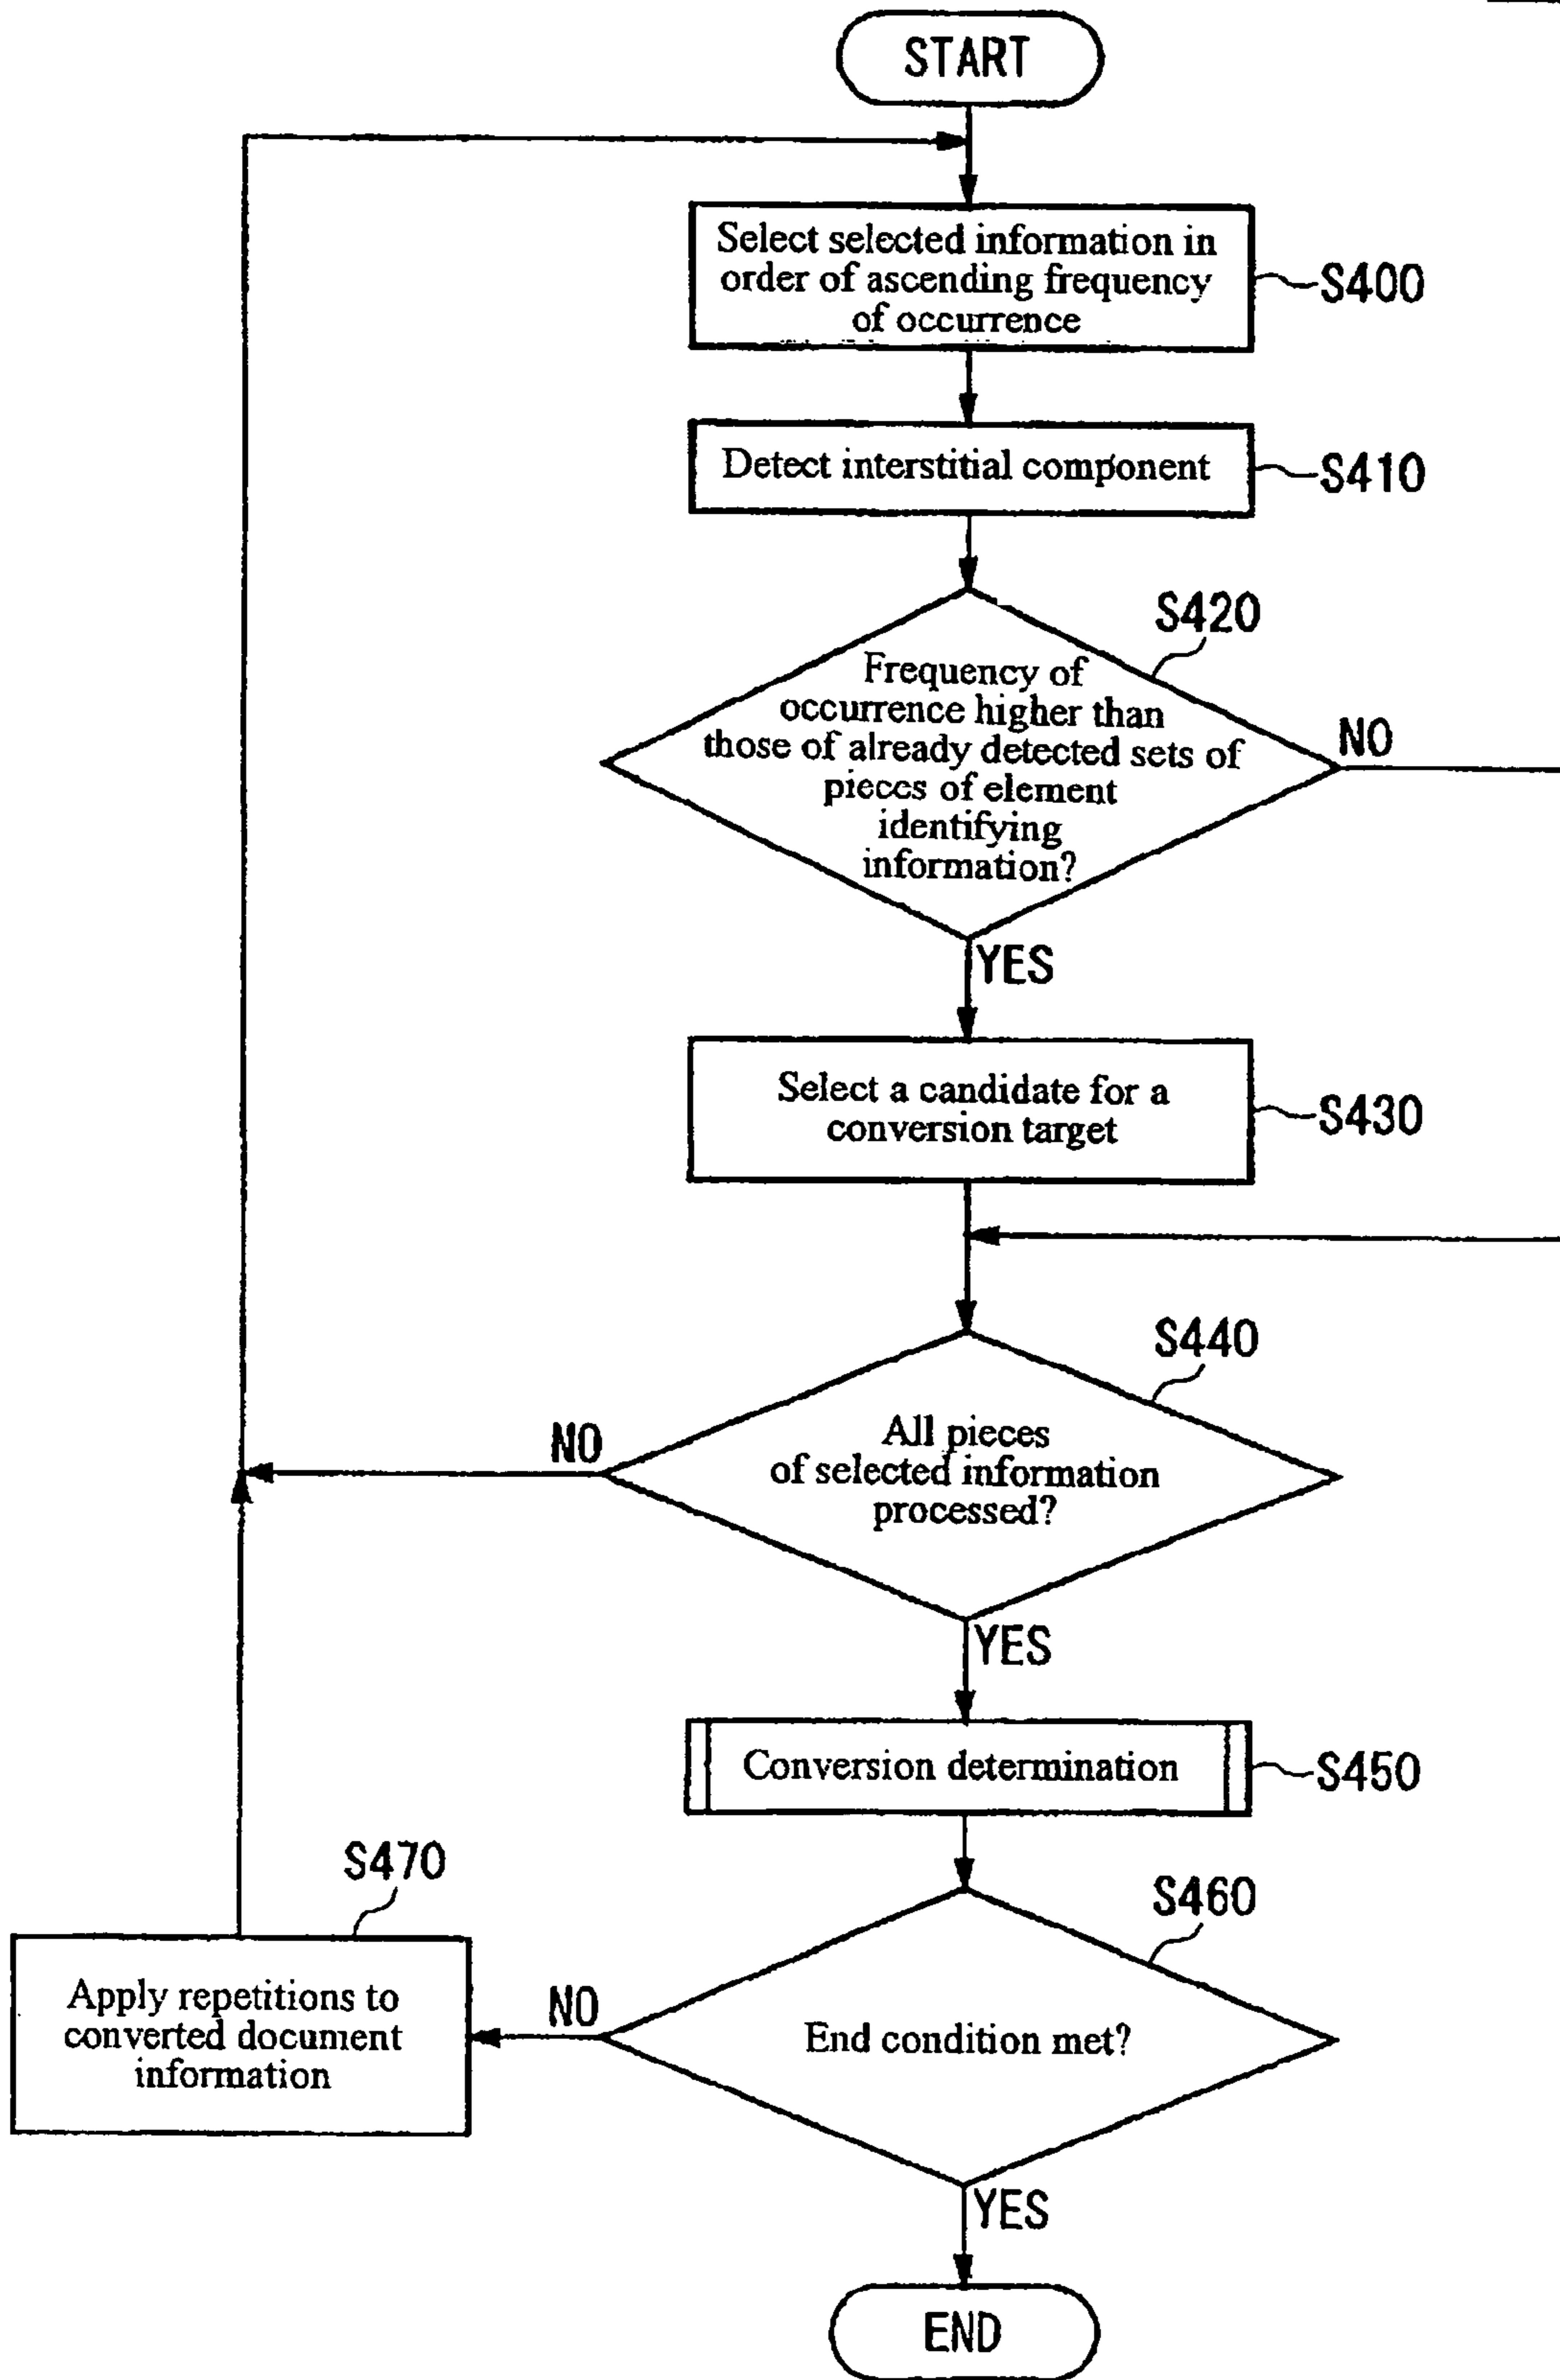 START
Select selected information in
order of ascending frequency
of occurrence
S400
Detect interstitial component
S410
S420
Frequency of
occurrence higher than
those of already detected sets of
pieces of element
identifying
information?
NO
YES
Select a candidate for a
conversion target
S430
S440
All pieces
of selected information
processed?
NO
YES
Conversion determination
S450
S470
Apply repetitions to
converted document
information
NO
S460
End condition met?
YES
END